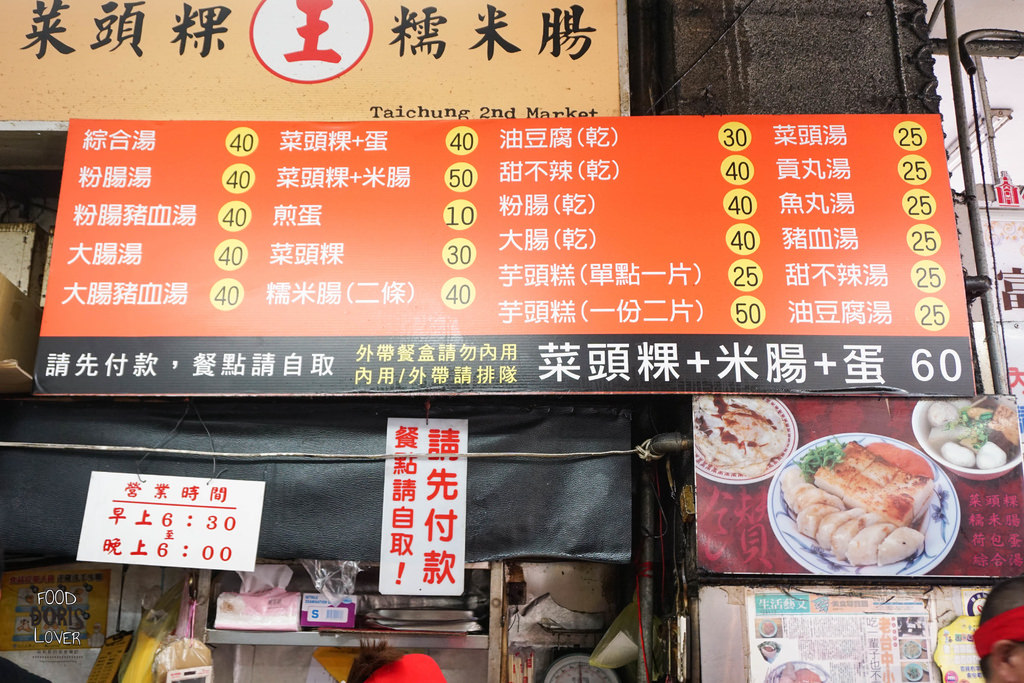 菜頭粿 王 糯米腸
Taichung 2nd Market
綜合湯 40
粉腸湯 40
粉腸豬血湯 40
大腸湯 40
大腸豬血湯 40
菜頭粿+蛋 40
菜頭粿+米腸 50
煎蛋 10
菜頭粿 30
糯米腸(二條) 40
油豆腐(乾) 30
甜不辣(乾) 40
粉腸(乾) 40
大腸(乾) 40
芋頭糕(單點一片) 25
芋頭糕(一份二片) 50
菜頭湯 25
貢丸湯 25
魚丸湯 25
豬血湯 25
甜不辣湯 25
油豆腐湯 25
請先付款，餐點請自取
外帶餐盒請勿內用
內用/外帶請排隊
菜頭粿+米腸+蛋 60
營業時間
早上6：30
至
晚上6：00
請先付款
餐點請自取！
菜頭粿
糯米腸
荷包蛋
綜合湯
生活藝文
FOOD
DORIS
LOVER